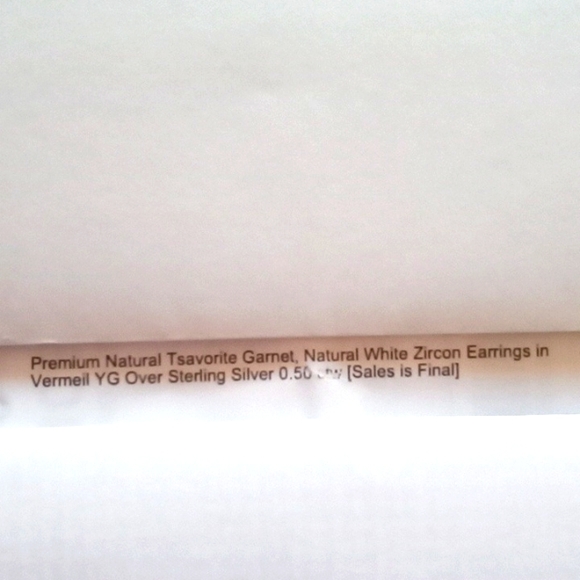 Premium Natural Tsavorite Garnet, Natural White Zircon Earrings in
Vermeil YG Over Sterling Silver 0.50 [Sales is Final]